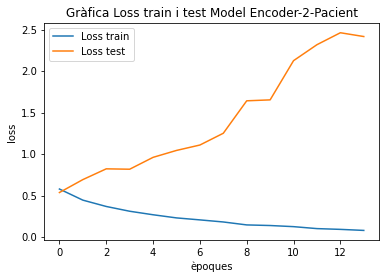 Gràfica Loss train i test Model Encoder-2-Pacient
Loss train
Loss test
2.5
2.0
1.5
1.0
0.5
0.0
loss
0 2 4 6 8 10 12
èpoques